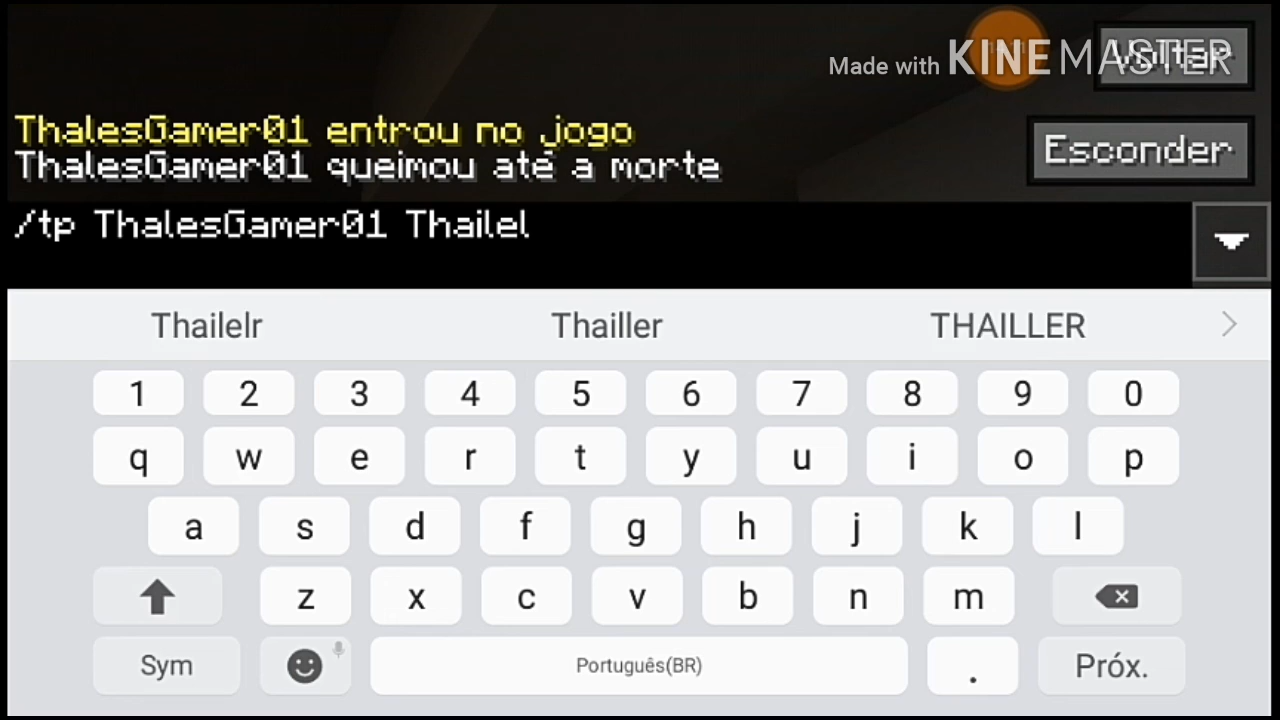 Made with KINEMASTER
Voltar
ThalesGamer01 entrou no jogo
ThalesGamer01 queimou até a morte
Esconder
/tp ThalesGamer01 Thailel
Thailelr Thailler THAILLER
1 2 3 4 5 6 7 8 9 0
q w e r t y u i o p
a s d f g h j k l
z x c v b n m
Sym Português(BR) . Próx.